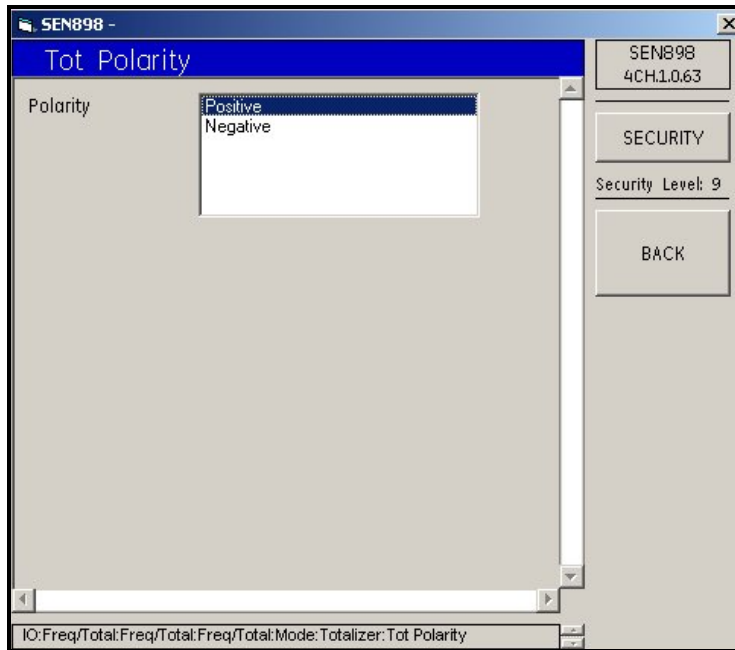 SEN898 -
Tot Polarity
Polarity
Positive
Negative
SEN898
4CH.1.0.63
SECURITY
Security Level: 9
BACK
IO:Freq/Total:Freq/Total:Freq/Total:Mode:Totalizer:Tot Polarity